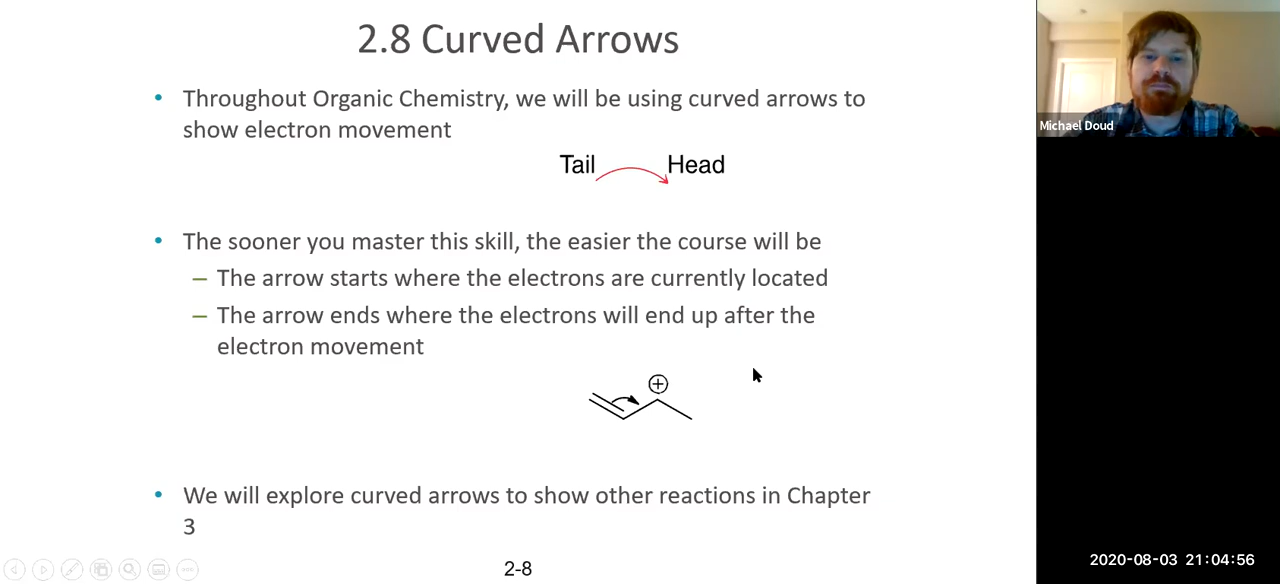 2.8 Curved Arrows
• Throughout Organic Chemistry, we will be using curved arrows to
show electron movement
Tail Head
• The sooner you master this skill, the easier the course will be
– The arrow starts where the electrons are currently located
– The arrow ends where the electrons will end up after the
electron movement
+
• We will explore curved arrows to show other reactions in Chapter
3
2-8
Michael Doud
2020-08-03 21:04:56